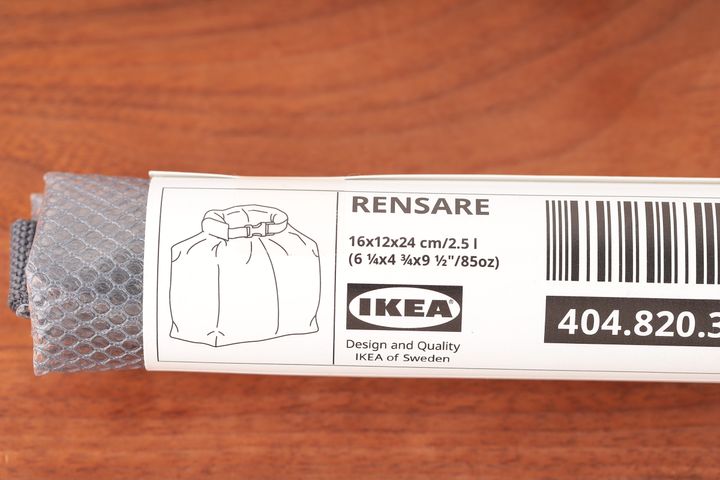 RENSARE
16x12x24 cm/2.5 l
(6 ¼x4 ¾x9 ½"/85oz)
IKEA®
Design and Quality
IKEA of Sweden
404.820.3